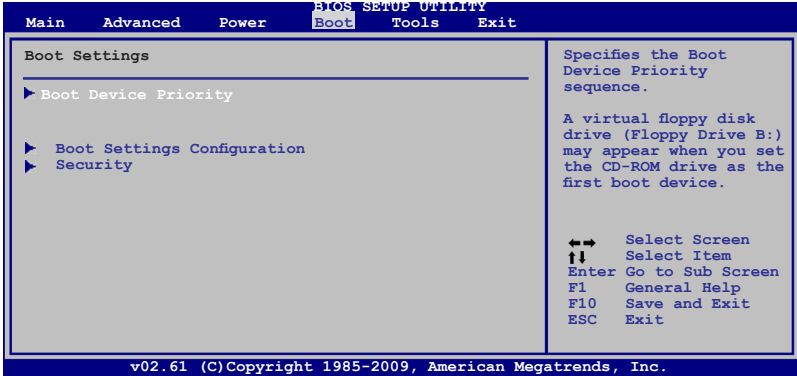 BIOS SETUP UTILITY
Main Advanced Power Boot Tools Exit
Boot Settings
Boot Device Priority
Boot Settings Configuration
Security
Specifies the Boot
Device Priority
sequence.
A virtual floppy disk
drive (Floppy Drive B:)
may appear when you set
the CD-ROM drive as the
first boot device.
←→ Select Screen
↑↓ Select Item
Enter Go to Sub Screen
F1 General Help
F10 Save and Exit
ESC Exit
v02.61 (C)Copyright 1985-2009, American Megatrends, Inc.